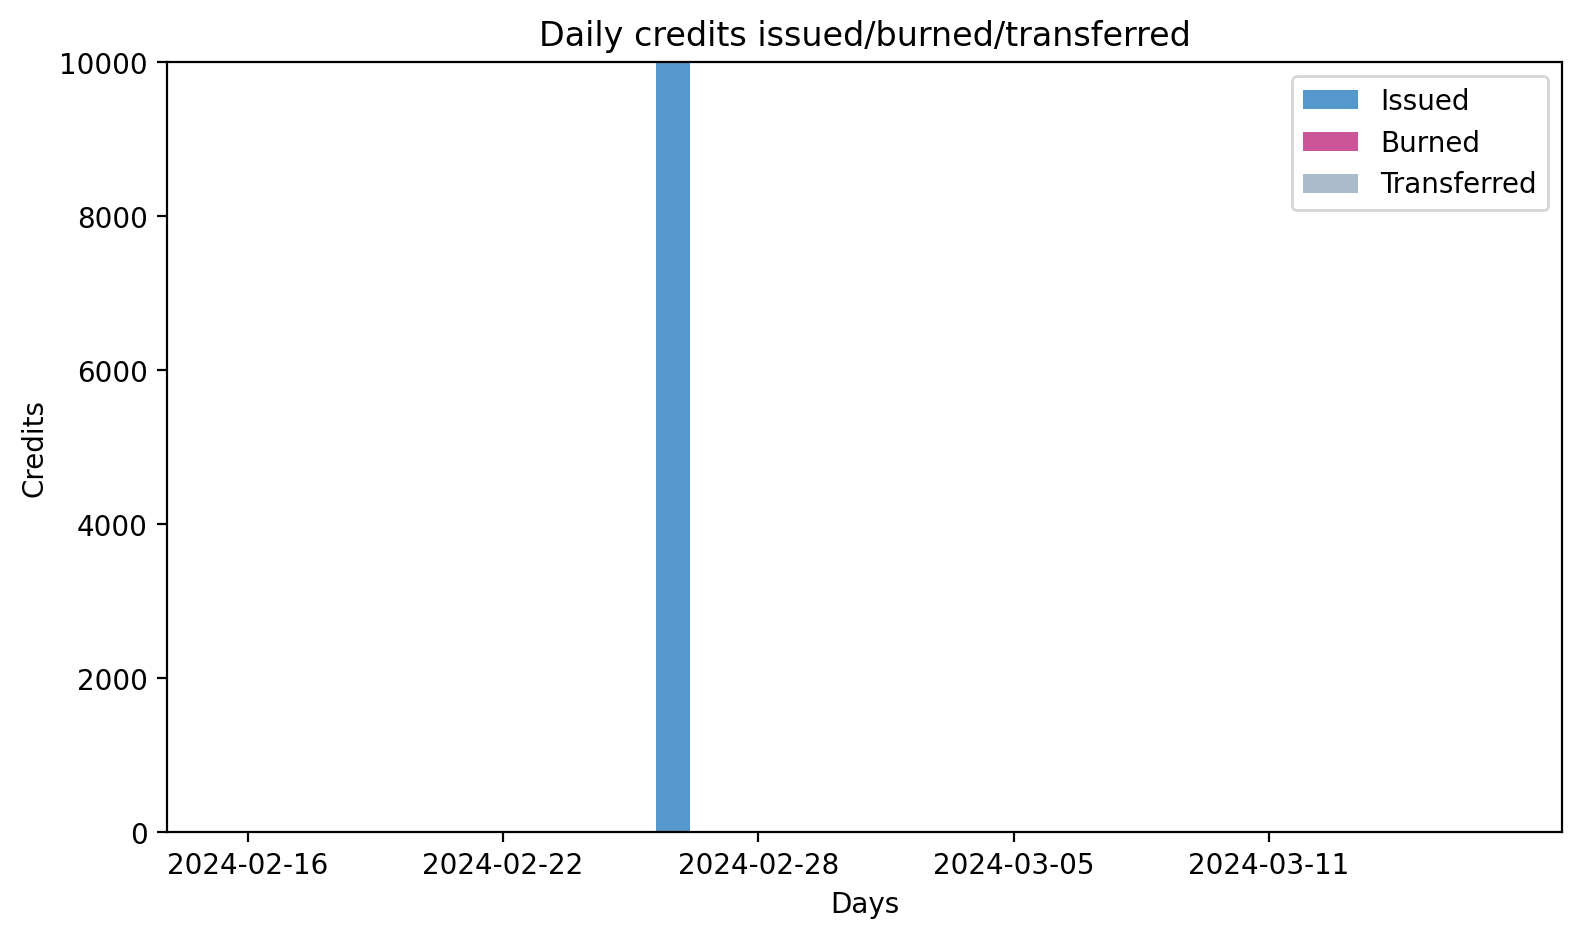 Daily credits issued/burned/transferred
10000
8000
6000
4000
2000
0
Credits
Issued
Burned
Transferred
2024-02-16
2024-02-22
2024-02-28
2024-03-05
2024-03-11
Days